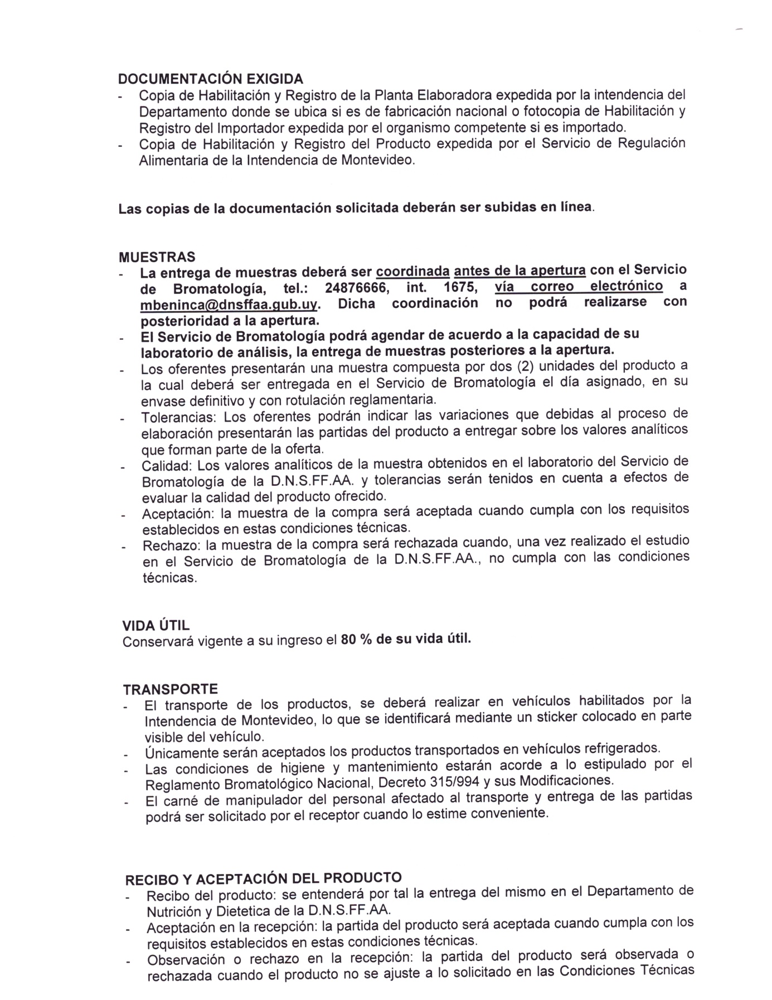 DOCUMENTACIÓN EXIGIDA
- Copia de Habilitación y Registro de la Planta Elaboradora expedida por la intendencia del
Departamento donde se ubica si es de fabricación nacional o fotocopia de Habilitación y
Registro del Importador expedida por el organismo competente si es importado.
- Copia de Habilitación y Registro del Producto expedida por el Servicio de Regulación
Alimentaria de la Intendencia de Montevideo.
Las copias de la documentación solicitada deberán ser subidas en línea.
MUESTRAS
- La entrega de muestras deberá ser coordinada antes de la apertura con el Servicio
de Bromatología, tel.: 24876666, int. 1675, vía correo electrónico a
mbeninca@dnsffaa.gub.uy. Dicha coordinación no podrá realizarse con
posterioridad a la apertura.
- El Servicio de Bromatología podrá agendar de acuerdo a la capacidad de su
laboratorio de análisis, la entrega de muestras posteriores a la apertura.
- Los oferentes presentarán una muestra compuesta por dos (2) unidades del producto a
la cual deberá ser entregada en el Servicio de Bromatología el día asignado, en su
envase definitivo y con rotulación reglamentaria.
- Tolerancias: Los oferentes podrán indicar las variaciones que debidas al proceso de
elaboración presentarán las partidas del producto a entregar sobre los valores analíticos
que forman parte de la oferta.
- Calidad: Los valores analíticos de la muestra obtenidos en el laboratorio del Servicio de
Bromatología de la D.N.S.FF.AA. y tolerancias serán tenidos en cuenta a efectos de
evaluar la calidad del producto ofrecido.
- Aceptación: la muestra de la compra será aceptada cuando cumpla con los requisitos
establecidos en estas condiciones técnicas.
- Rechazo: la muestra de la compra será rechazada cuando, una vez realizado el estudio
en el Servicio de Bromatología de la D.N.S.FF.AA., no cumpla con las condiciones
técnicas.
VIDA ÚTIL
Conservará vigente a su ingreso el 80 % de su vida útil.
TRANSPORTE
- El transporte de los productos, se deberá realizar en vehículos habilitados por la
Intendencia de Montevideo, lo que se identificará mediante un sticker colocado en parte
visible del vehículo.
- Únicamente serán aceptados los productos transportados en vehículos refrigerados.
- Las condiciones de higiene y mantenimiento estarán acorde a lo estipulado por el
Reglamento Bromatológico Nacional, Decreto 315/994 y sus Modificaciones.
- El carné de manipulador del personal afectado al transporte y entrega de las partidas
podrá ser solicitado por el receptor cuando lo estime conveniente.
RECIBO Y ACEPTACIÓN DEL PRODUCTO
- Recibo del producto: se entenderá por tal la entrega del mismo en el Departamento de
Nutrición y Dietetica de la D.N.S.FF.AA.
- Aceptación en la recepción: la partida del producto será aceptada cuando cumpla con los
requisitos establecidos en estas condiciones técnicas.
- Observación o rechazo en la recepción: la partida del producto será observada o
rechazada cuando el producto no se ajuste a lo solicitado en las Condiciones Técnicas